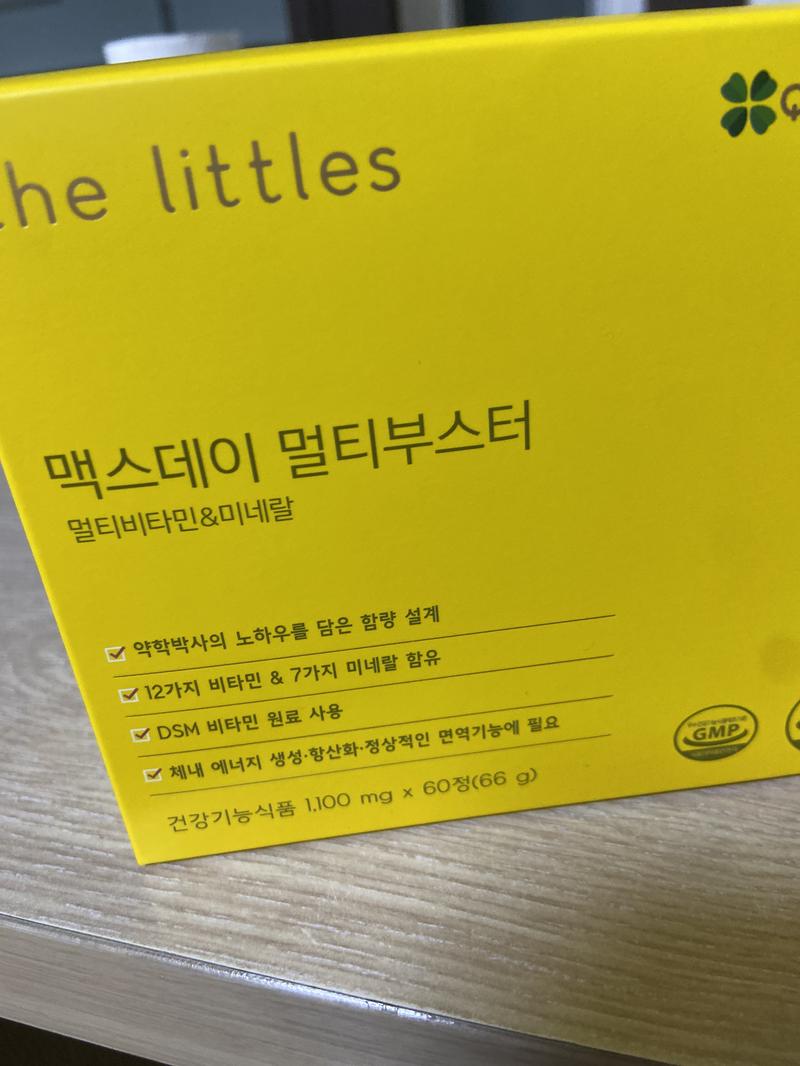 the littles
맥스데이 멀티부스터
멀티비타민&미네랄
약학박사의 노하우를 담은 함량 설계
12가지 비타민 & 7가지 미네랄 함유
DSM 비타민 원료 사용
체내 에너지 생성·항산화·정상적인 면역기능에 필요
건강기능식품 1,100 mg x 60정(66 g)
GMP